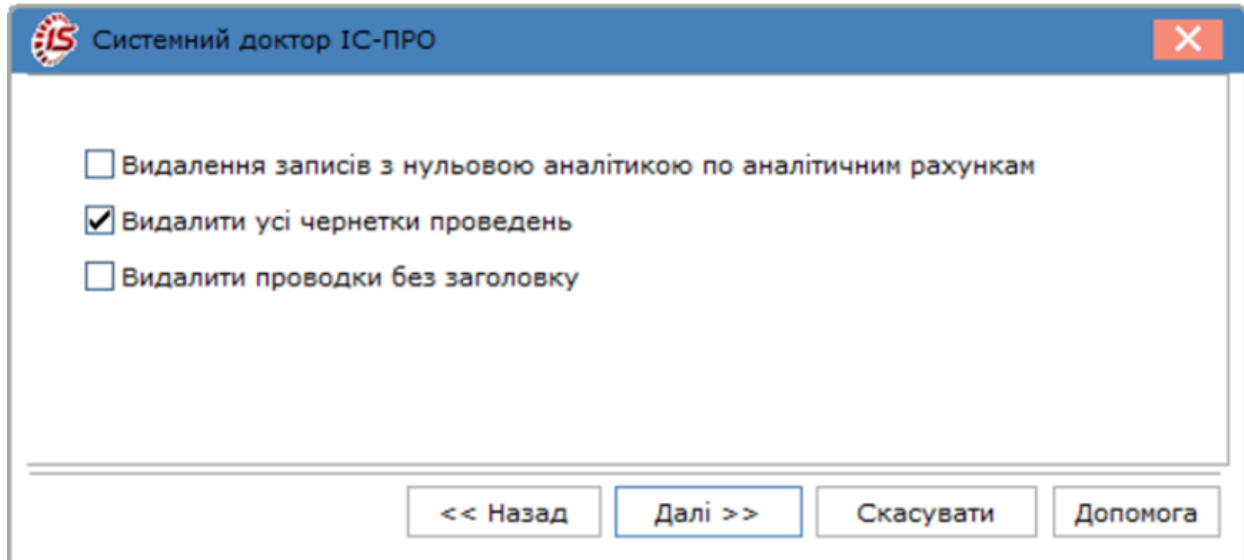 IS Системний доктор ІС-ПРО
Видалення записів з нульовою аналітикою по аналітичним рахункам
Видалити усі чернетки проведень
Видалити проводки без заголовку
<< Назад Далі >> Скасувати Допомога